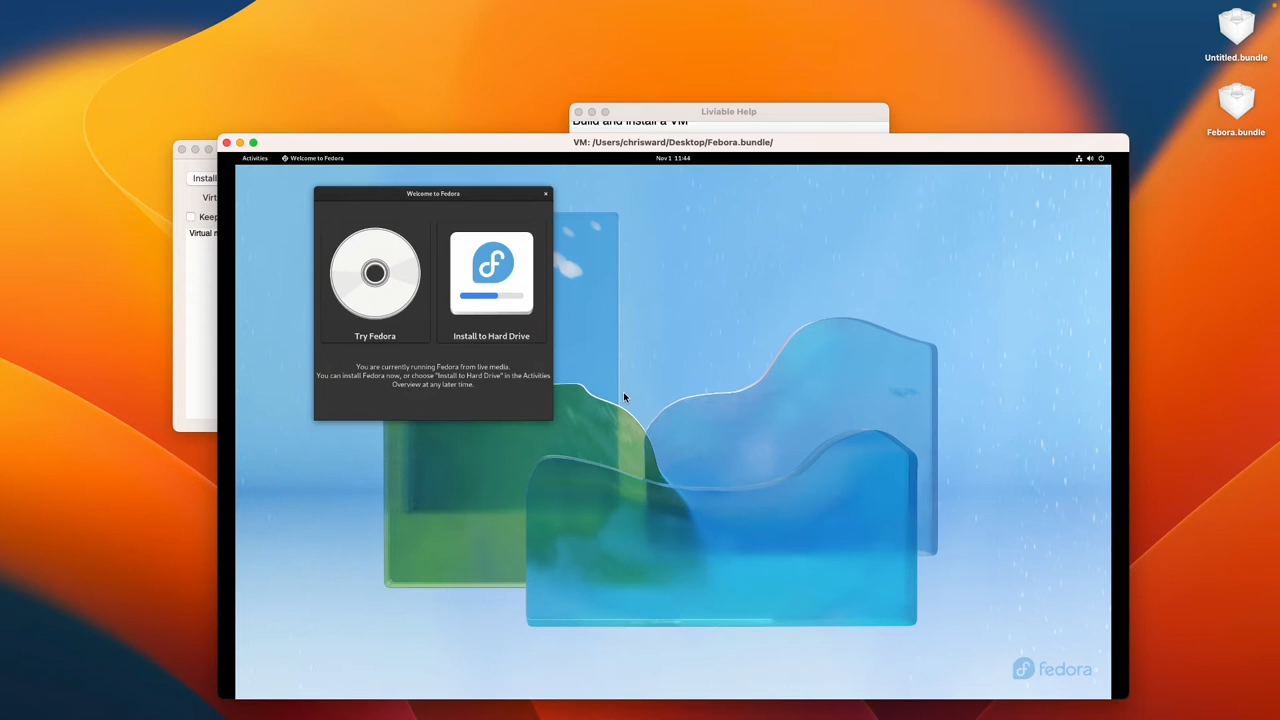 Untitled.bundle
Febora.bundle
Liviable Help
Build and install a VM
VM: /Users/chrisward/Desktop/Febora.bundle/
Activities
Welcome to Fedora
Nov 1 11:44
Install
Virt
Keep
Virtual n
Welcome to Fedora
Try Fedora
Install to Hard Drive
You are currently running Fedora from live media.
You can install Fedora now, or choose "Install to Hard Drive" in the Activities
Overview at any later time.
fedora